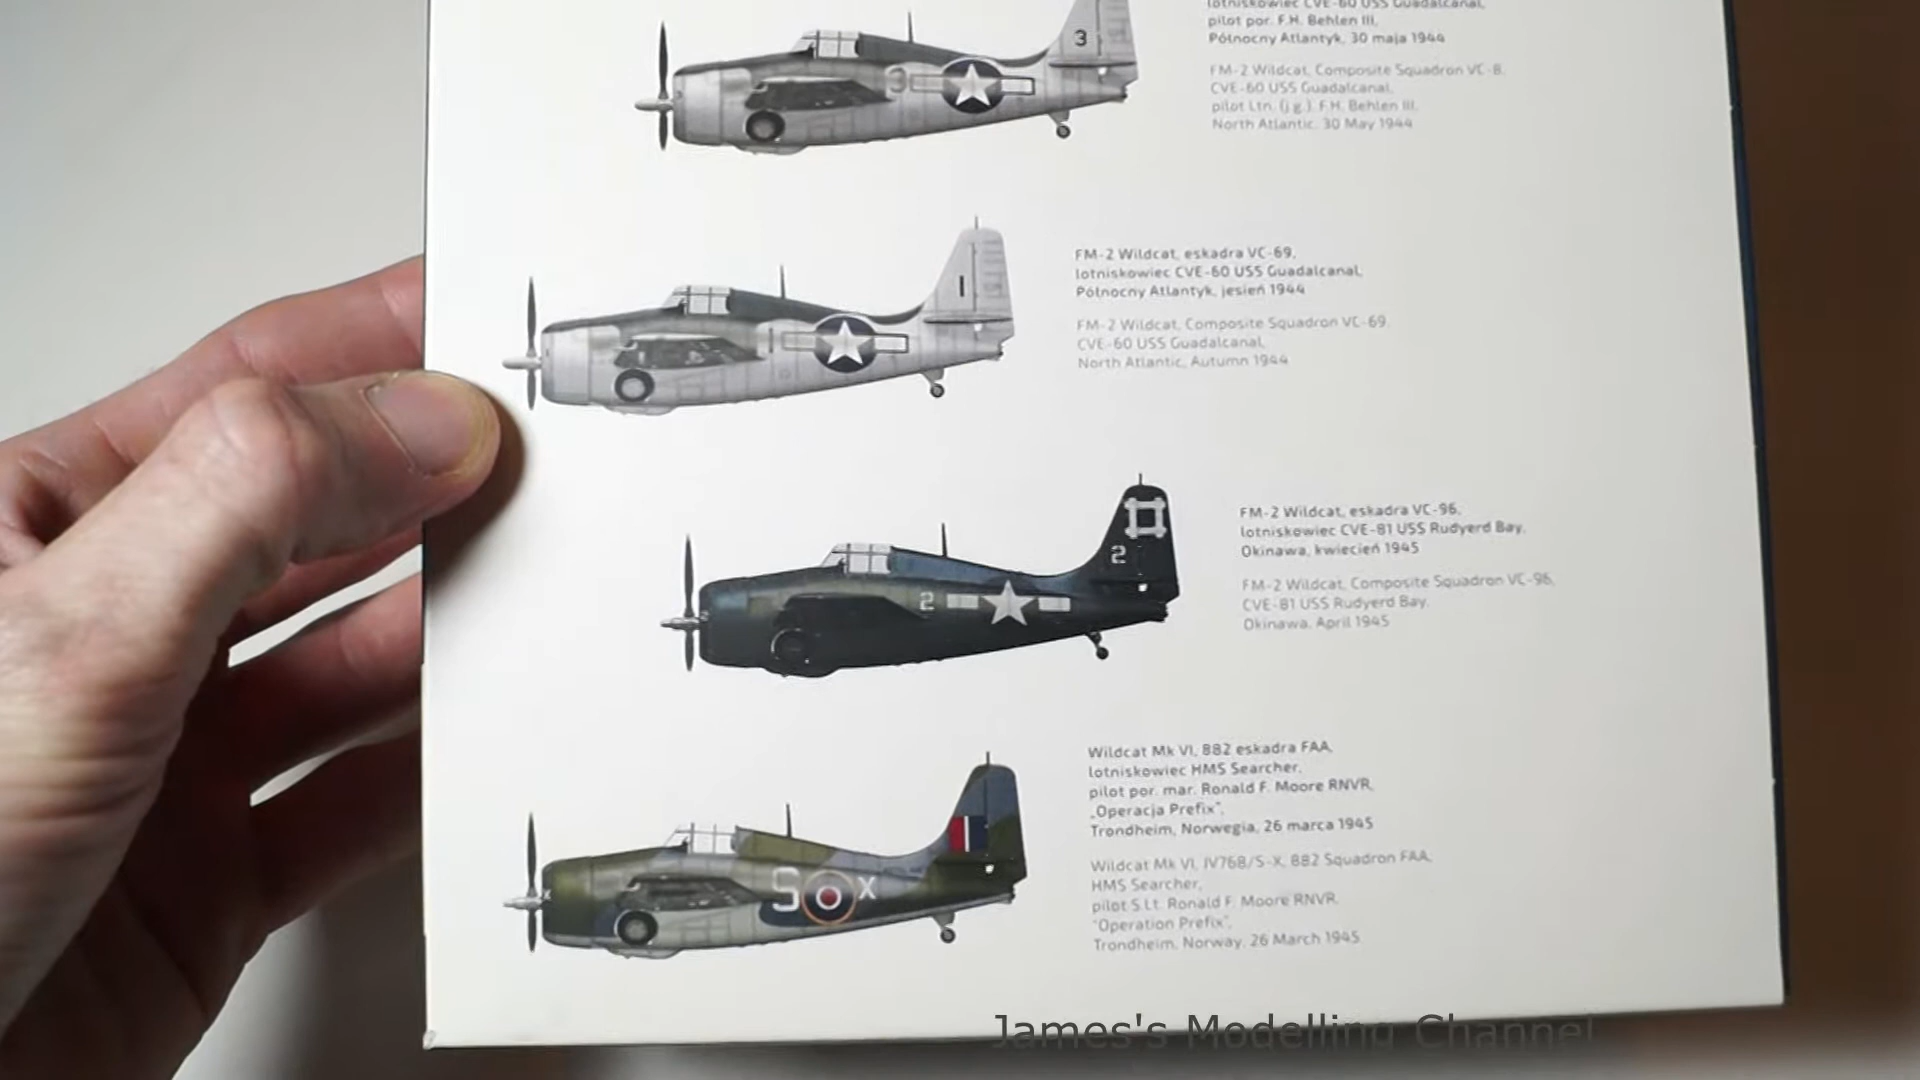 lotniskowiec CVE-60 USS Guadalcanal,
pilot por. F.H. Behlen III,
Północny Atlantyk, 30 maja 1944
FM-2 Wildcat, Composite Squadron VC-8,
CVE-60 USS Guadalcanal,
pilot Ltn. (j.g.) F.H. Behlen III,
North Atlantic, 30 May 1944
3
3
FM-2 Wildcat, eskadra VC-69,
lotniskowiec CVE-60 USS Guadalcanal,
Północny Atlantyk, jesień 1944
FM-2 Wildcat, Composite Squadron VC-69,
CVE-60 USS Guadalcanal,
North Atlantic, Autumn 1944
1
1
FM-2 Wildcat, eskadra VC-96,
lotniskowiec CVE-81 USS Rudyerd Bay,
Okinawa, kwiecień 1945
FM-2 Wildcat, Composite Squadron VC-96,
CVE-81 USS Rudyerd Bay,
Okinawa, April 1945
2
2
Wildcat Mk VI, 882 eskadra FAA,
lotniskowiec HMS Searcher,
pilot por. mar. Ronald F. Moore RNVR,
„Operacja Prefix”,
Trondheim, Norwegia, 26 marca 1945
Wildcat Mk VI, JV768/S-X, 882 Squadron FAA,
HMS Searcher,
pilot S.Lt. Ronald F. Moore RNVR,
"Operation Prefix",
Trondheim, Norway, 26 March 1945
S X
X
James's Modelling Channel